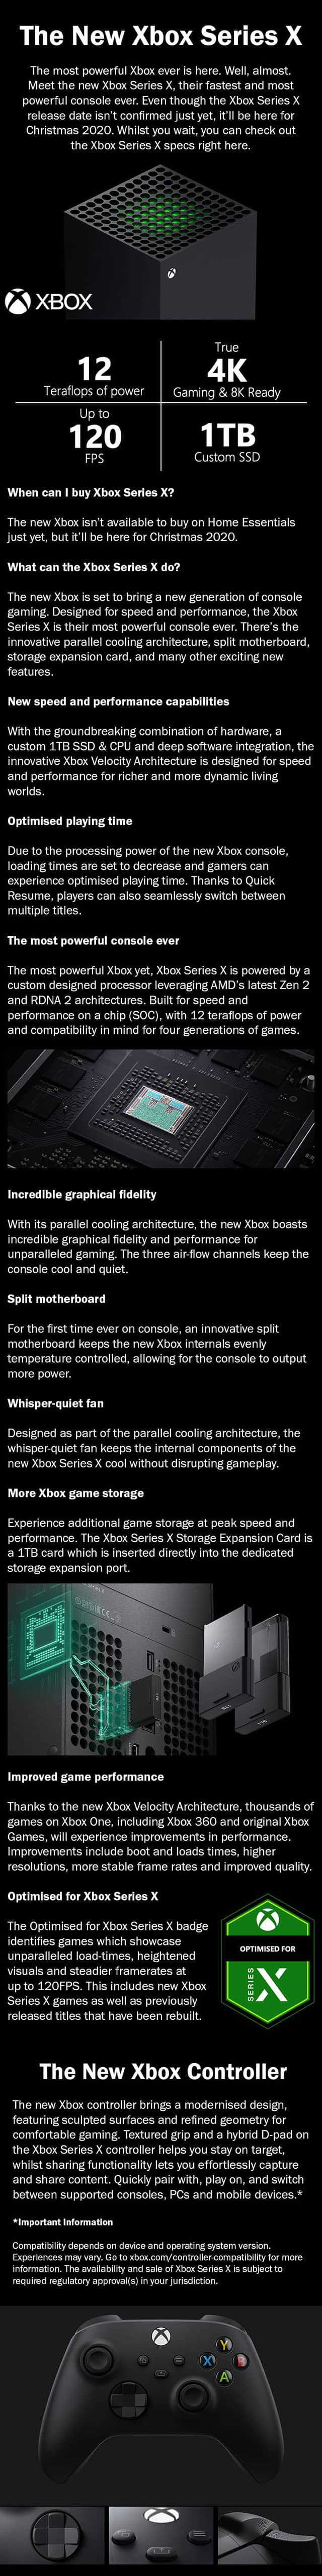 The New Xbox Series X
The most powerful Xbox ever is here. Well, almost.
Meet the new Xbox Series X, their fastest and most
powerful console ever. Even though the Xbox Series X
release date isn't confirmed just yet, it'll be here for
Christmas 2020. Whilst you wait, you can check out
the Xbox Series X specs right here.
XBOX
12
Teraflops of power
True
4K
Gaming & 8K Ready
Up to
120
FPS
1TB
Custom SSD
When can I buy Xbox Series X?
The new Xbox isn't available to buy on Home Essentials
just yet, but it'll be here for Christmas 2020.
What can the Xbox Series X do?
The new Xbox is set to bring a new generation of console
gaming. Designed for speed and performance, the Xbox
Series X is their most powerful console ever. There's the
innovative parallel cooling architecture, split motherboard,
storage expansion card, and many other exciting new
features.
New speed and performance capabilities
With the groundbreaking combination of hardware, a
custom 1TB SSD & CPU and deep software integration, the
innovative Xbox Velocity Architecture is designed for speed
and performance for richer and more dynamic living
worlds.
Optimised playing time
Due to the processing power of the new Xbox console,
loading times are set to decrease and gamers can
experience optimised playing time. Thanks to Quick
Resume, players can also seamlessly switch between
multiple titles.
The most powerful console ever
The most powerful Xbox yet, Xbox Series X is powered by a
custom designed processor leveraging AMD's latest Zen 2
and RDNA 2 architectures. Built for speed and
performance on a chip (SOC), with 12 teraflops of power
and compatibility in mind for four generations of games.
Incredible graphical fidelity
With its parallel cooling architecture, the new Xbox boasts
incredible graphical fidelity and performance for
unparalleled gaming. The three air-flow channels keep the
console cool and quiet.
Split motherboard
For the first time ever on console, an innovative split
motherboard keeps the new Xbox internals evenly
temperature controlled, allowing for the console to output
more power.
Whisper-quiet fan
Designed as part of the parallel cooling architecture, the
whisper-quiet fan keeps the internal components of the
new Xbox Series X cool without disrupting gameplay.
More Xbox game storage
Experience additional game storage at peak speed and
performance. The Xbox Series X Storage Expansion Card is
a 1TB card which is inserted directly into the dedicated
storage expansion port.
Improved game performance
Thanks to the new Xbox Velocity Architecture, thousands of
games on Xbox One, including Xbox 360 and original Xbox
Games, will experience improvements in performance.
Improvements include boot and loads times, higher
resolutions, more stable frame rates and improved quality.
Optimised for Xbox Series X
The Optimised for Xbox Series X badge
identifies games which showcase
unparalleled load-times, heightened
visuals and steadier framerates at
up to 120FPS. This includes new Xbox
Series X games as well as previously
released titles that have been rebuilt.
OPTIMISED FOR
SERIES
X
The New Xbox Controller
The new Xbox controller brings a modernised design,
featuring sculpted surfaces and refined geometry for
comfortable gaming. Textured grip and a hybrid D-pad on
the Xbox Series X controller helps you stay on target,
whilst sharing functionality lets you effortlessly capture
and share content. Quickly pair with, play on, and switch
between supported consoles, PCs and mobile devices.*
*Important Information
Compatibility depends on device and operating system version.
Experiences may vary. Go to xbox.com/controller-compatibility for more
information. The availability and sale of Xbox Series X is subject to
required regulatory approval(s) in your jurisdiction.
Y
X
B
A